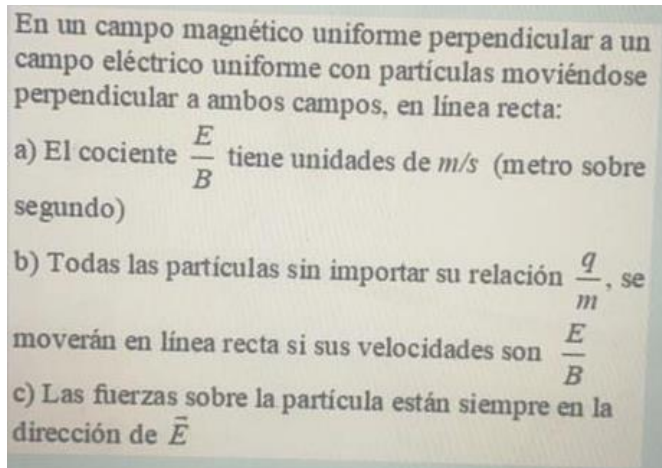 En un campo magnético uniforme perpendicular a un
campo eléctrico uniforme con partículas moviéndose
perpendicular a ambos campos, en línea recta:
a) El cociente E/B tiene unidades de m/s (metro sobre
segundo)
b) Todas las partículas sin importar su relación q/m, se
moverán en línea recta si sus velocidades son E/B
c) Las fuerzas sobre la partícula están siempre en la
dirección de E⃗